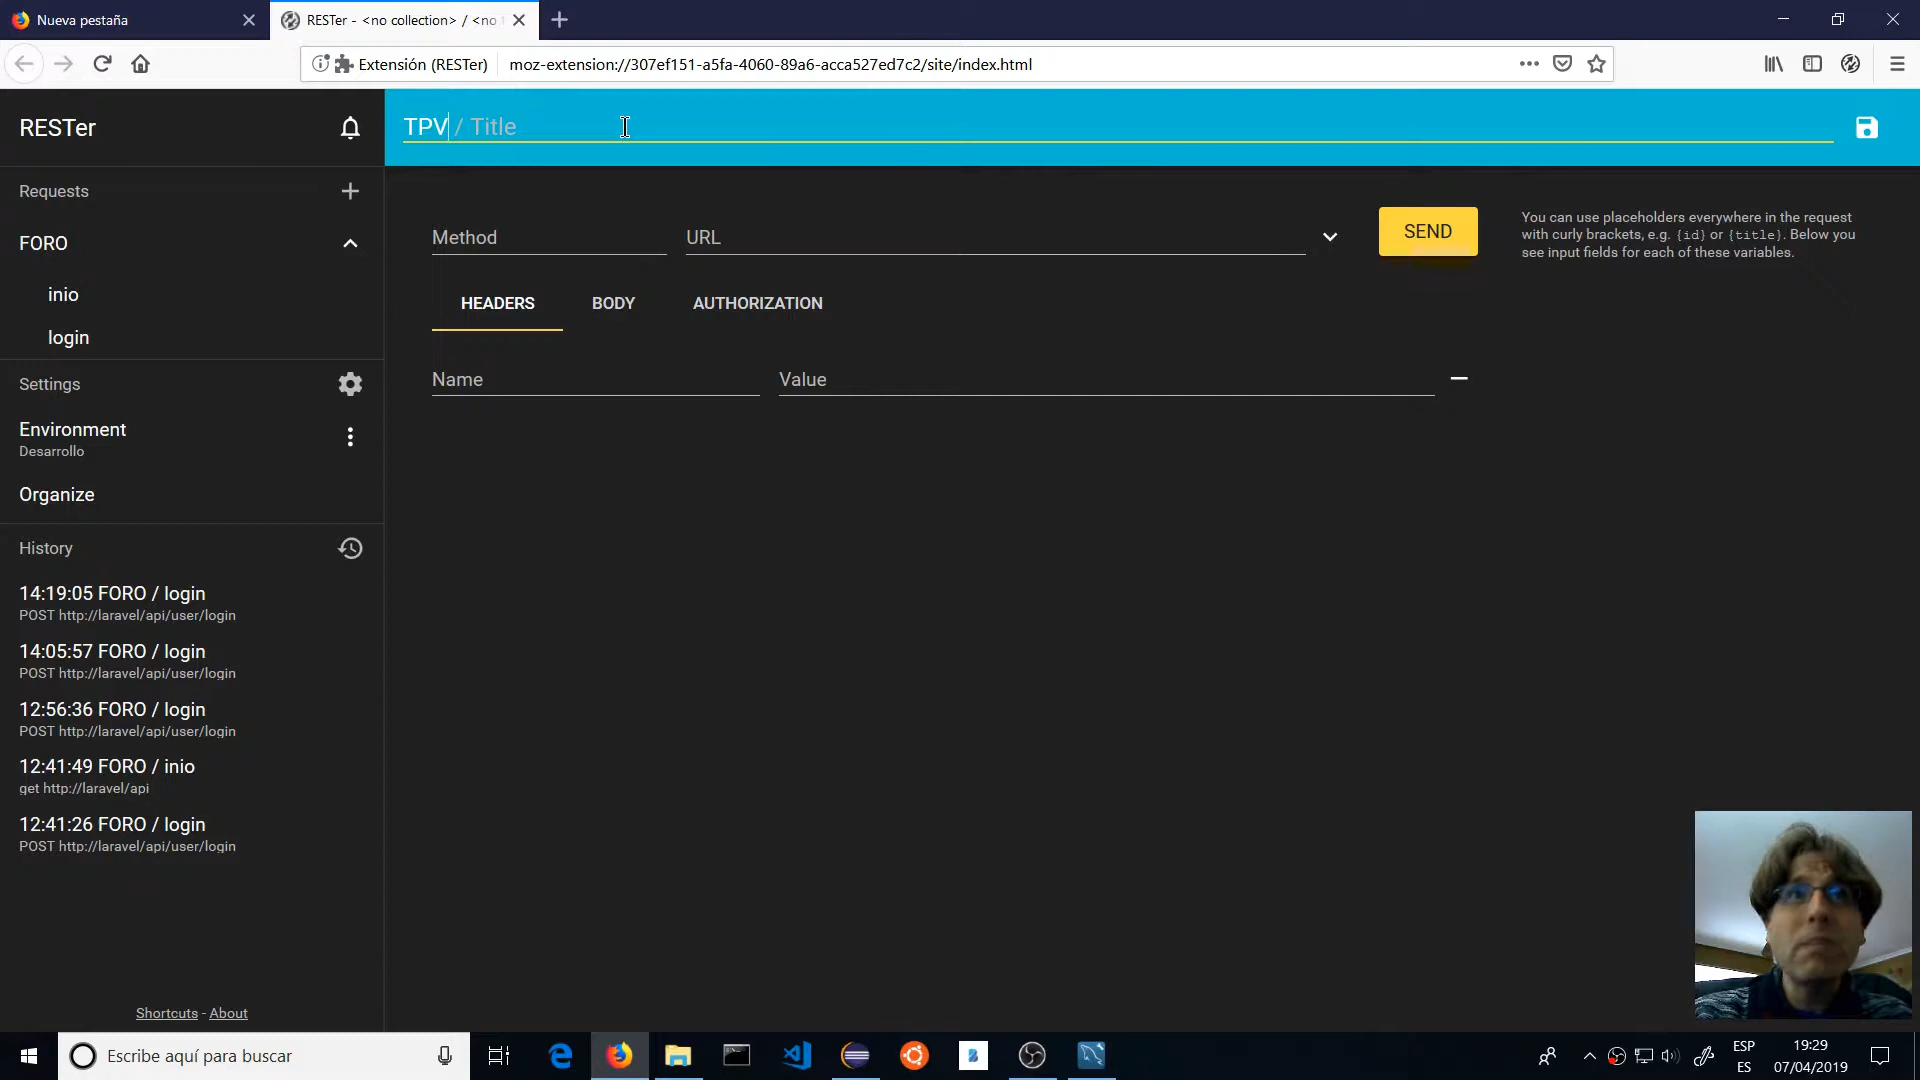 Nueva pestaña
RESTer - <no collection> / <no
Extensión (RESTer)
moz-extension://307ef151-a5fa-4060-89a6-acca527ed7c2/site/index.html
RESTer
TPV / Title
Requests
FORO
inio
login
Settings
Environment
Desarrollo
Organize
History
14:19:05 FORO / login
POST http://laravel/api/user/login
14:05:57 FORO / login
POST http://laravel/api/user/login
12:56:36 FORO / login
POST http://laravel/api/user/login
12:41:49 FORO / inio
get http://laravel/api
12:41:26 FORO / login
POST http://laravel/api/user/login
Shortcuts - About
Method
URL
SEND
You can use placeholders everywhere in the request
with curly brackets, e.g. {id} or {title}. Below you
see input fields for each of these variables.
HEADERS
BODY
AUTHORIZATION
Name
Value
Escribe aquí para buscar
ESP
ES
19:29
07/04/2019